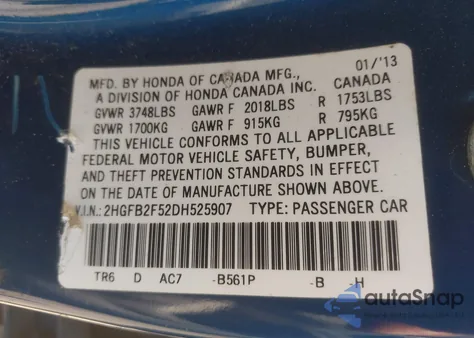 01/'13
MFD. BY HONDA OF CANADA MFG.,
A DIVISION OF HONDA CANADA INC. CANADA
GVWR 3748LBS GAWR F 2018LBS R 1753LBS
GVWR 1700KG GAWR F 915KG R 795KG
THIS VEHICLE CONFORMS TO ALL APPLICABLE
FEDERAL MOTOR VEHICLE SAFETY, BUMPER,
AND THEFT PREVENTION STANDARDS IN EFFECT
ON THE DATE OF MANUFACTURE SHOWN ABOVE.
V.I.N.: 2HGFB2F52DH525907 TYPE: PASSENGER CAR
TR6 D AC7 -B561P -B H
autoSnap